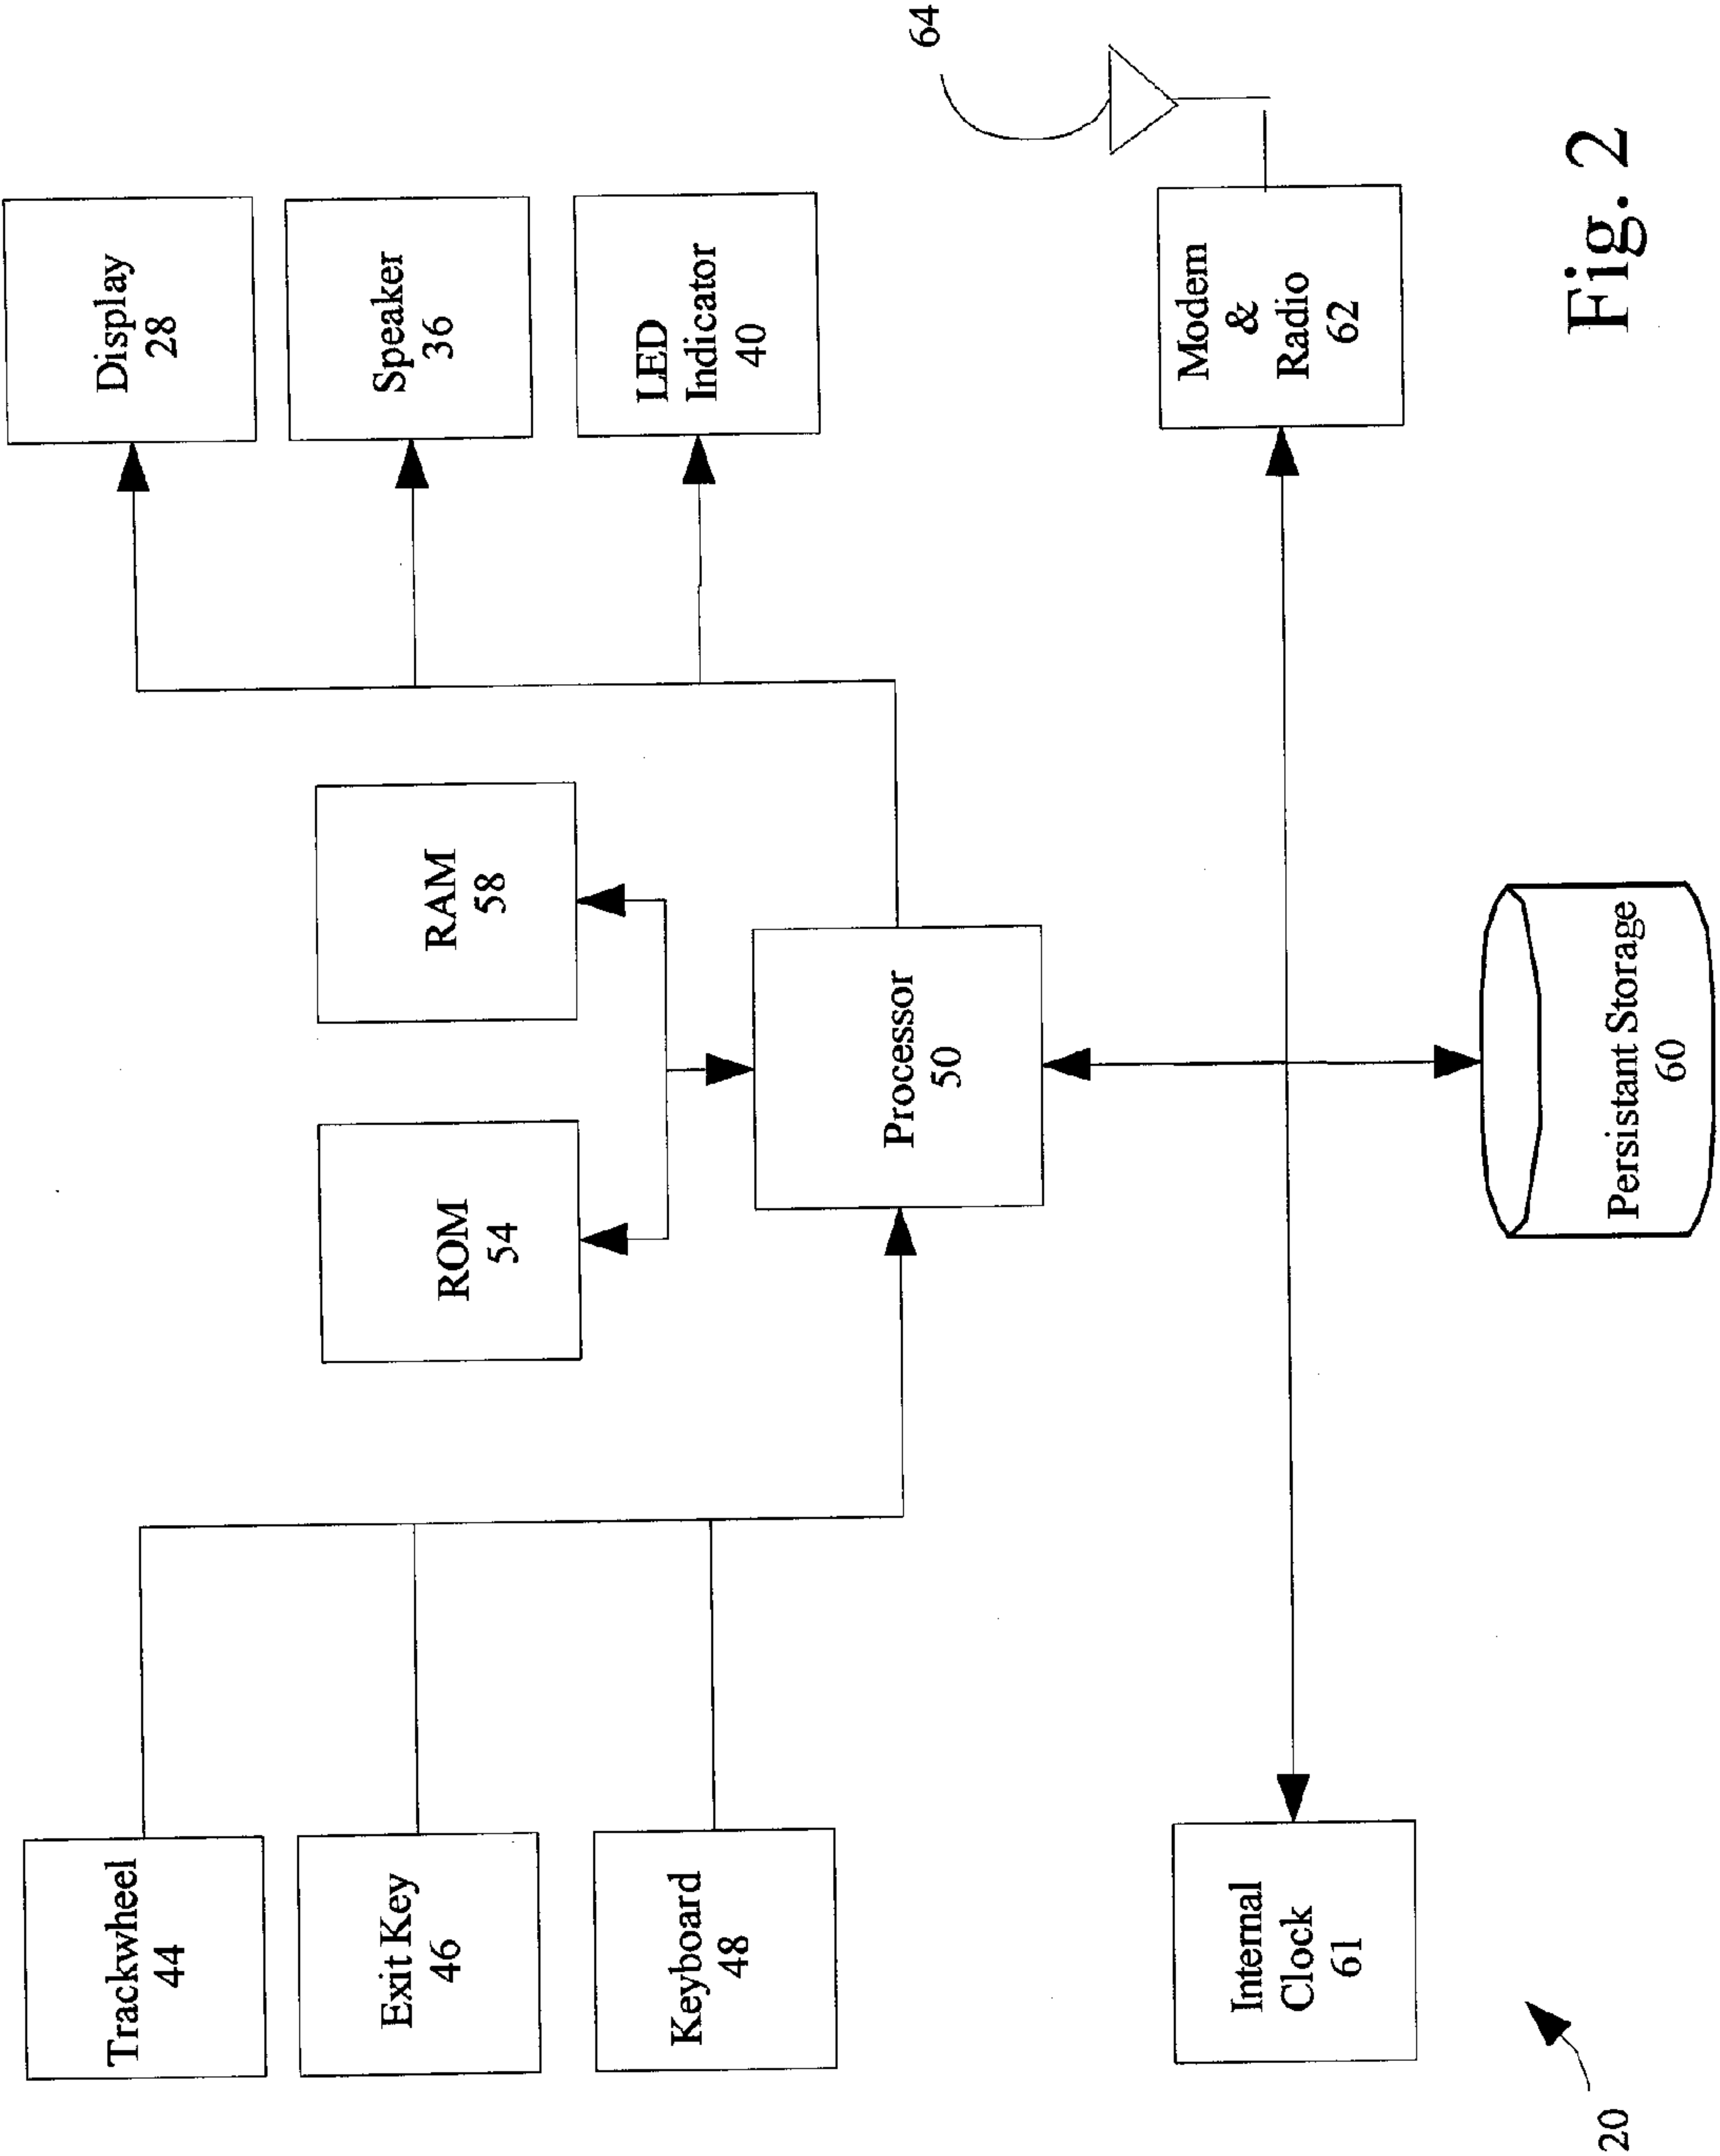 Trackwheel
44
Exit Key
46
Keyboard
48
ROM
54
RAM
58
Processor
50
Display
28
Speaker
36
LED
Indicator
40
64
Internal
Clock
61
Modem
&
Radio
62
Persistant Storage
60
20
Fig. 2